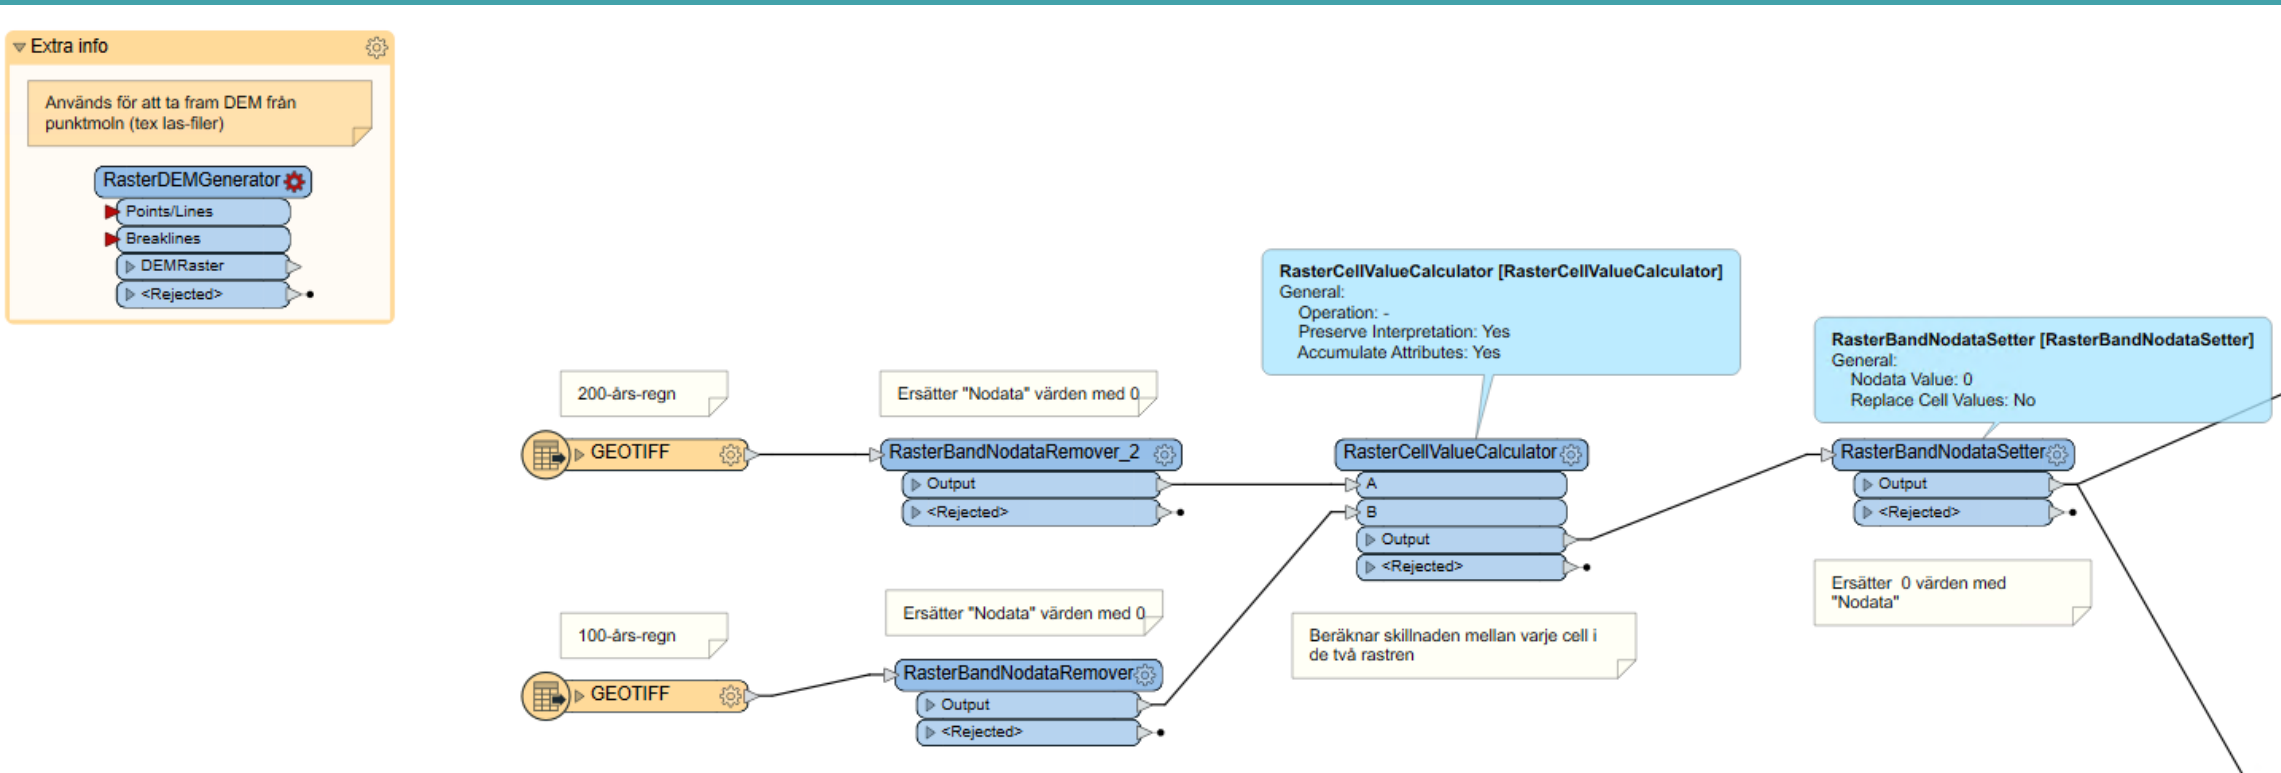 Extra info
Används för att ta fram DEM från
punktmoln (tex las-filer)
RasterDEMGenerator
Points/Lines
Breaklines
DEMRaster
<Rejected>
200-års-regn
GEOTIFF
Ersätter "Nodata" värden med 0
RasterBandNodataRemover_2
Output
<Rejected>
100-års-regn
GEOTIFF
Ersätter "Nodata" värden med 0
RasterBandNodataRemover
Output
<Rejected>
RasterCellValueCalculator [RasterCellValueCalculator]
General:
Operation: -
Preserve Interpretation: Yes
Accumulate Attributes: Yes
RasterCellValueCalculator
A
B
Output
<Rejected>
Beräknar skillnaden mellan varje cell i
de två rastren
RasterBandNodataSetter [RasterBandNodataSetter]
General:
Nodata Value: 0
Replace Cell Values: No
RasterBandNodataSetter
Output
<Rejected>
Ersätter  0 värden med
"Nodata"